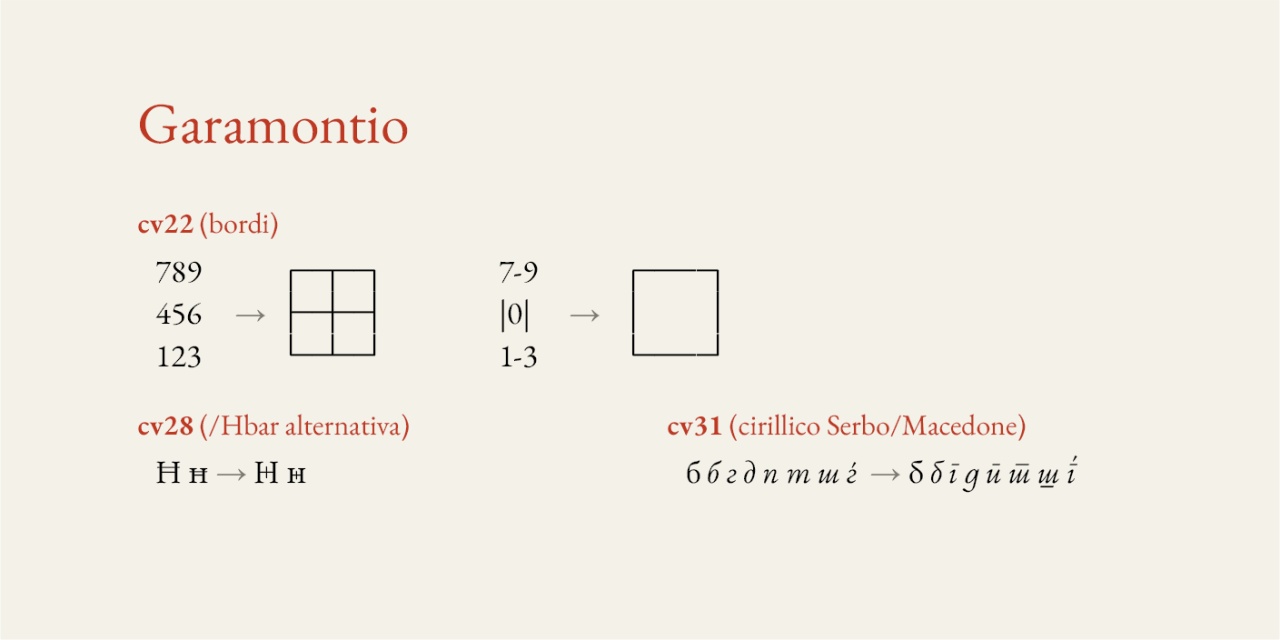 Garamontio
cv22 (bordi)
789 7-9
456 → |0| →
123 1-3
cv28 (/Hbar alternativa) cv31 (cirillico Serbo/Macedone)
Ħ ħ → Ħ ħ б б г д п т ш ѓ → б б г д п т ш ѓ